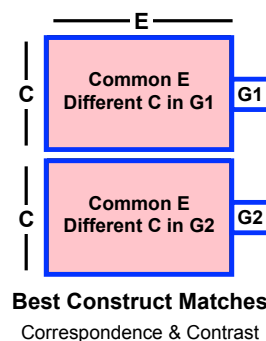 E
C
Common E
Different C in G1
G1
C
Common E
Different C in G2
G2
Best Construct Matches
Correspondence & Contrast